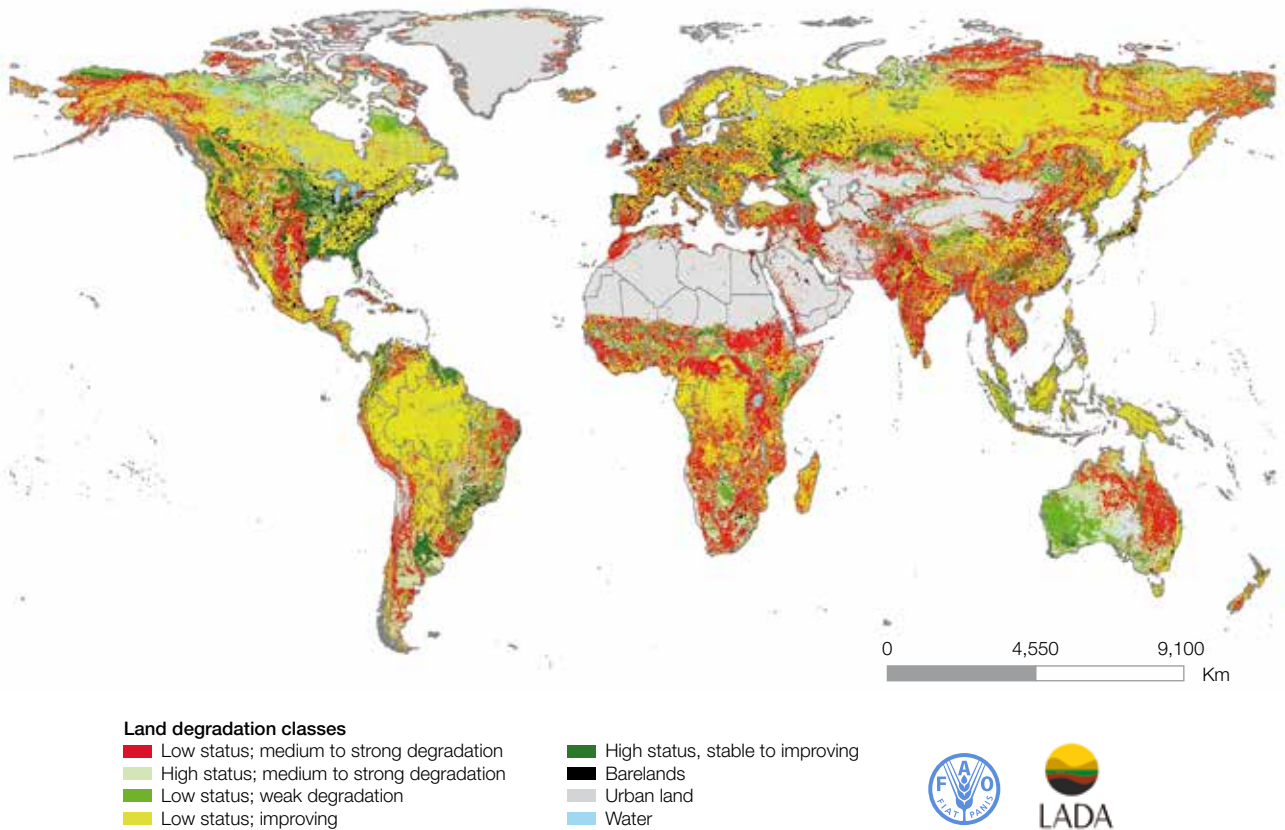 0 4,550 9,100
Km
Land degradation classes
Low status; medium to strong degradation
High status; medium to strong degradation
Low status; weak degradation
Low status; improving
High status, stable to improving
Barelands
Urban land
Water
F A O
FIAT PANIS
LADA